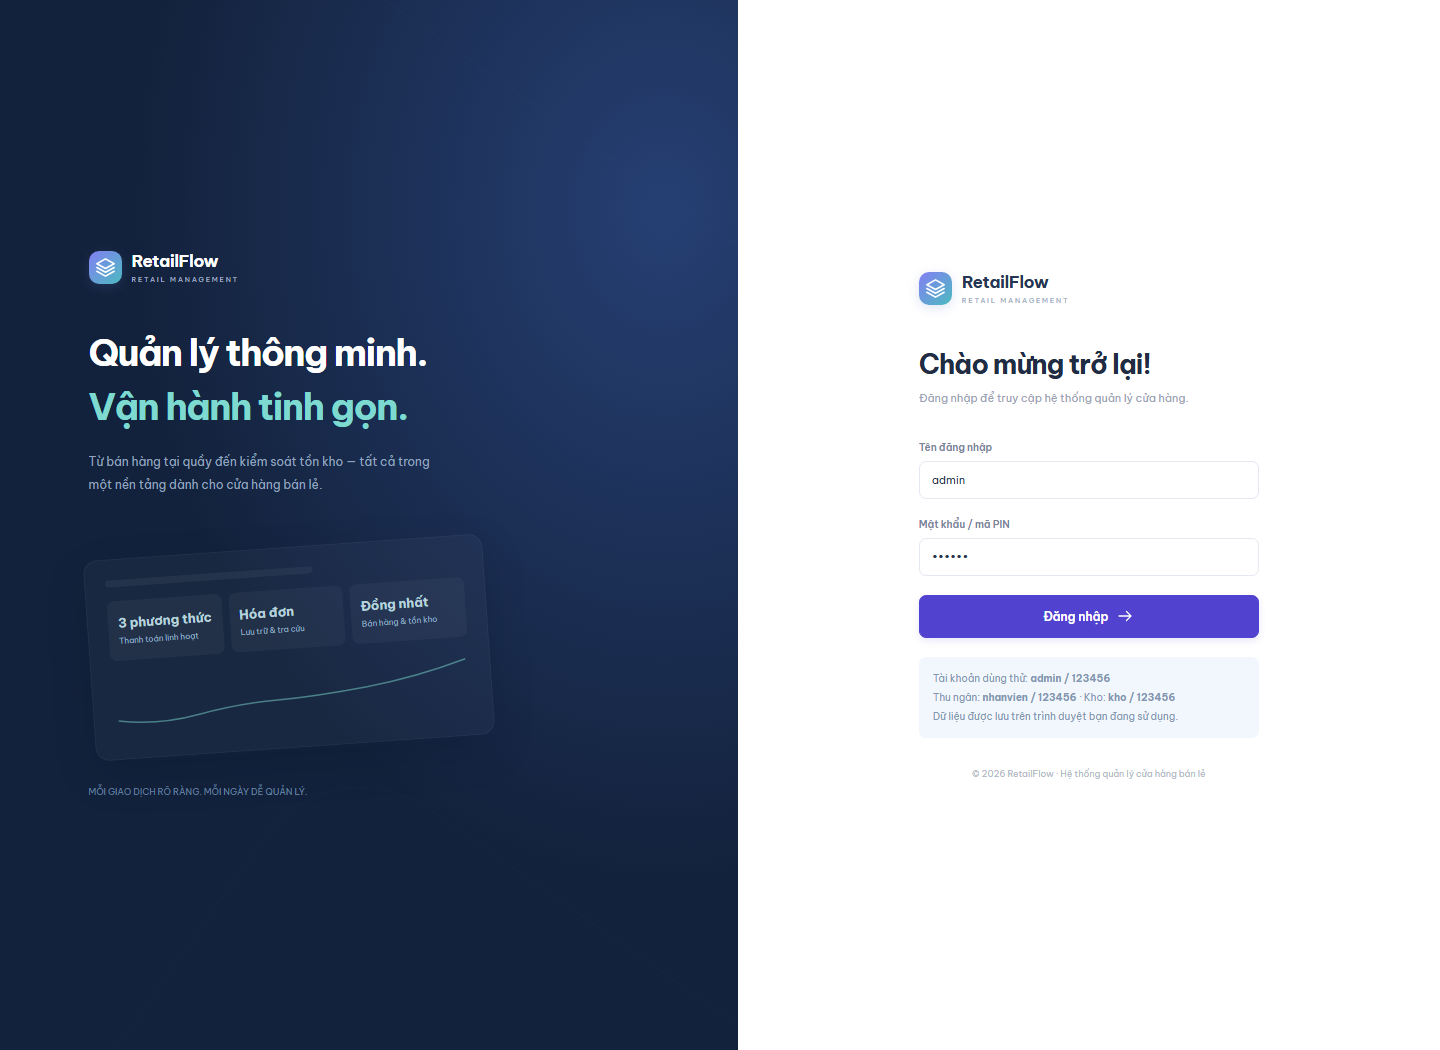 RetailFlow
RETAIL MANAGEMENT
Quản lý thông minh.
Vận hành tinh gọn.
Từ bán hàng tại quầy đến kiểm soát tồn kho — tất cả trong
một nền tảng dành cho cửa hàng bán lẻ.
3 phương thức
Thanh toán linh hoạt
Hóa đơn
Lưu trữ & tra cứu
Đồng nhất
Bán hàng & tồn kho
MỖI GIAO DỊCH RÕ RÀNG. MỖI NGÀY DỄ QUẢN LÝ.
RetailFlow
RETAIL MANAGEMENT
Chào mừng trở lại!
Đăng nhập để truy cập hệ thống quản lý cửa hàng.
Tên đăng nhập
admin
Mật khẩu / mã PIN
••••••
Đăng nhập →
Tài khoản dùng thử: admin / 123456
Thu ngân: nhanvien / 123456 · Kho: kho / 123456
Dữ liệu được lưu trên trình duyệt bạn đang sử dụng.
© 2026 RetailFlow · Hệ thống quản lý cửa hàng bán lẻ